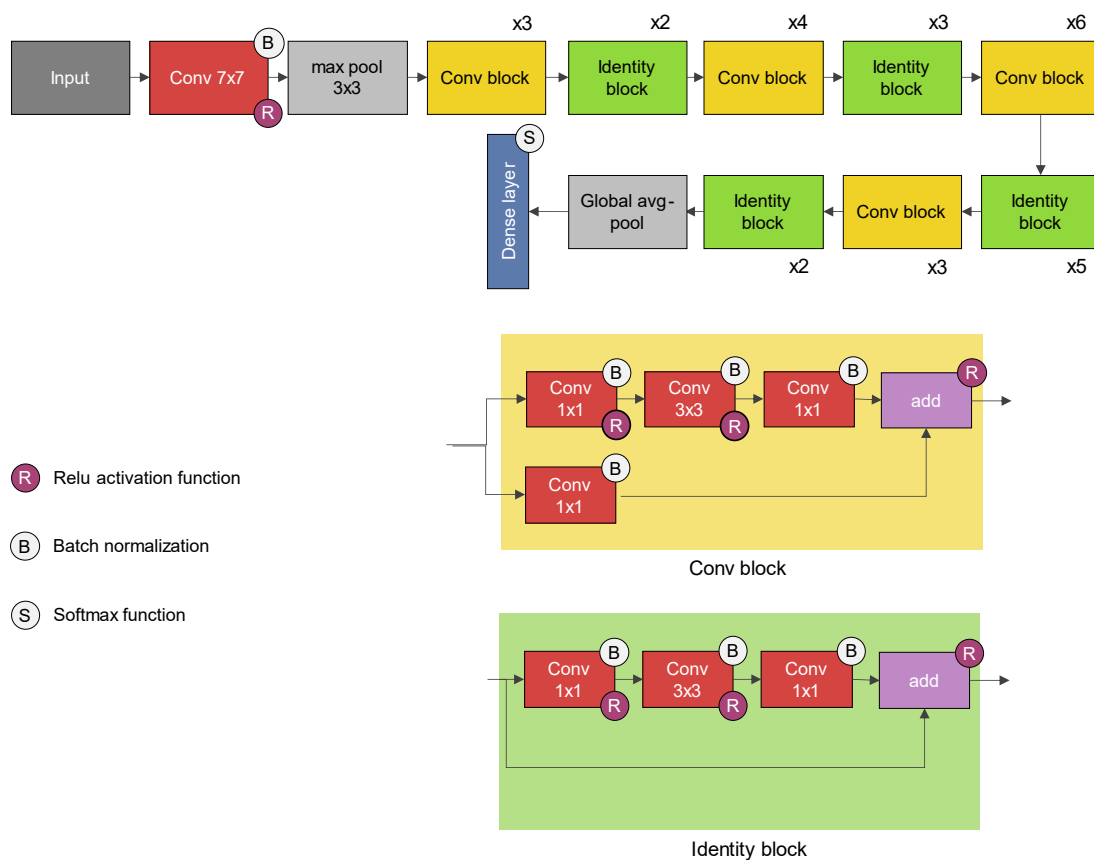 x3
x2
x4
x3
x6
Input
Conv 7x7
B
R
max pool
3x3
Conv block
Identity
block
Conv block
Identity
block
Conv block
Dense layer
S
Global avg-
pool
Identity
block
Conv block
Identity
block
x2
x3
x5
Conv
1x1
B
R
Conv
3x3
B
R
Conv
1x1
B
add
R
Conv
1x1
B
Conv block
R Relu activation function
B Batch normalization
S Softmax function
Conv
1x1
B
R
Conv
3x3
B
R
Conv
1x1
B
add
R
Identity block